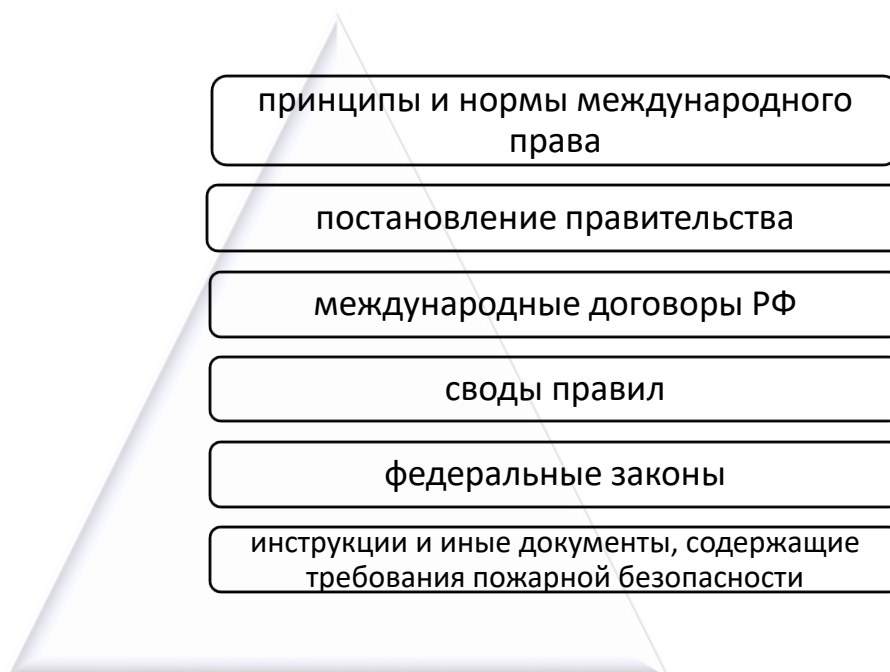 принципы и нормы международного
права
постановление правительства
международные договоры РФ
своды правил
федеральные законы
инструкции и иные документы, содержащие
требования пожарной безопасности